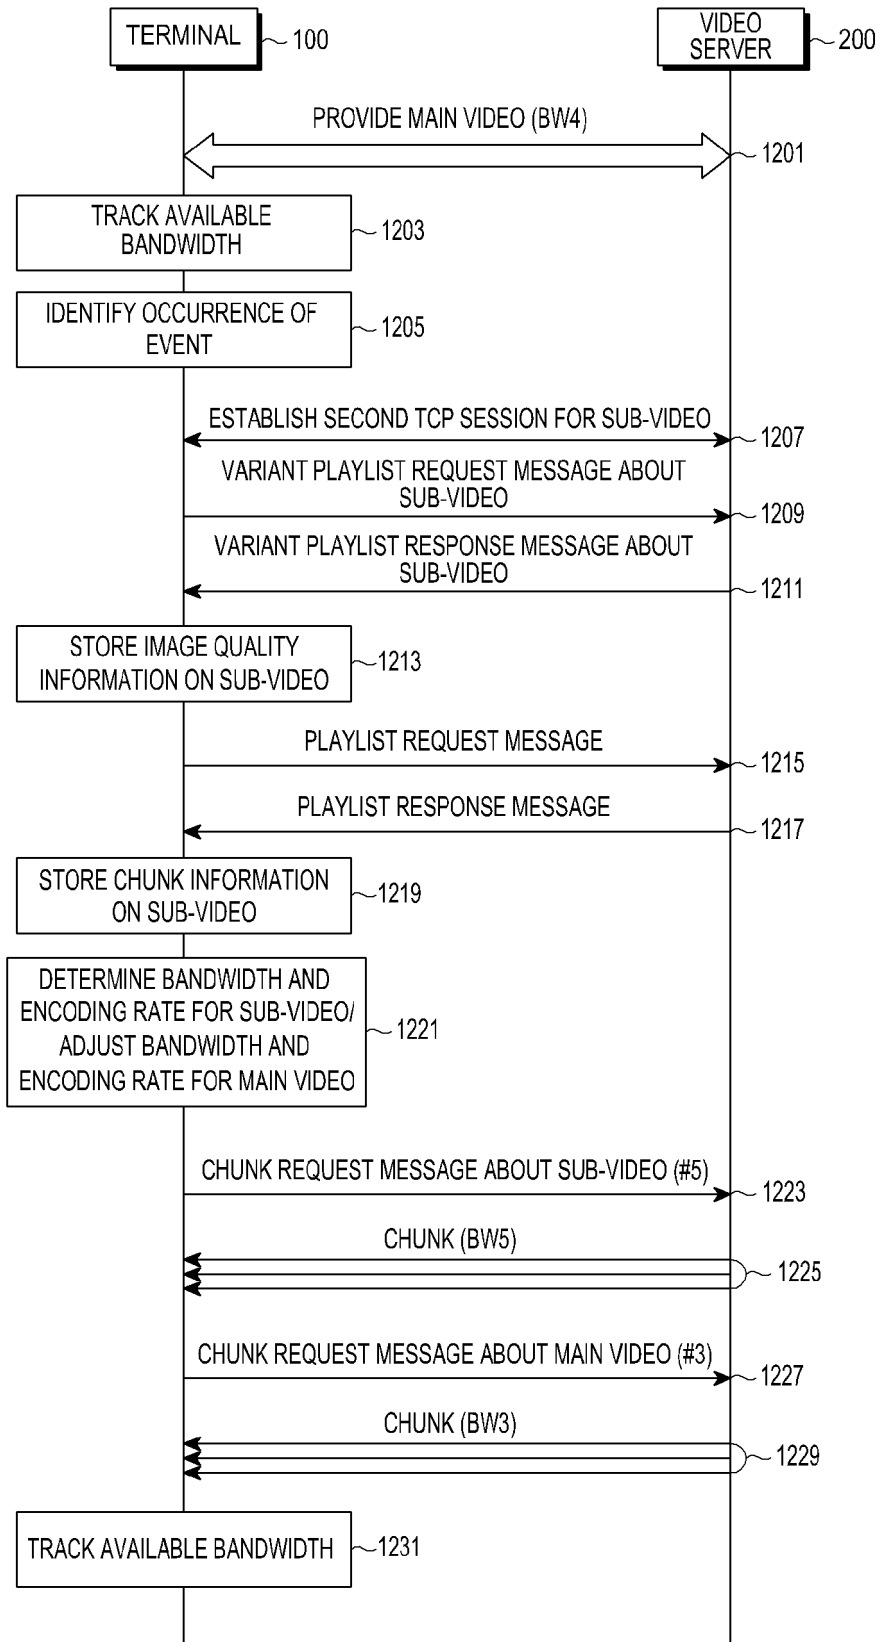 TERMINAL
100
VIDEO
SERVER
200
PROVIDE MAIN VIDEO (BW4)
1201
TRACK AVAILABLE
BANDWIDTH
1203
IDENTIFY OCCURRENCE OF
EVENT
1205
ESTABLISH SECOND TCP SESSION FOR SUB-VIDEO
1207
VARIANT PLAYLIST REQUEST MESSAGE ABOUT
SUB-VIDEO
1209
VARIANT PLAYLIST RESPONSE MESSAGE ABOUT
SUB-VIDEO
1211
STORE IMAGE QUALITY
INFORMATION ON SUB-VIDEO
1213
PLAYLIST REQUEST MESSAGE
1215
PLAYLIST RESPONSE MESSAGE
1217
STORE CHUNK INFORMATION
ON SUB-VIDEO
1219
DETERMINE BANDWIDTH AND
ENCODING RATE FOR SUB-VIDEO/
ADJUST BANDWIDTH AND
ENCODING RATE FOR MAIN VIDEO
1221
CHUNK REQUEST MESSAGE ABOUT SUB-VIDEO (#5)
1223
CHUNK (BW5)
1225
CHUNK REQUEST MESSAGE ABOUT MAIN VIDEO (#3)
1227
CHUNK (BW3)
1229
TRACK AVAILABLE BANDWIDTH
1231